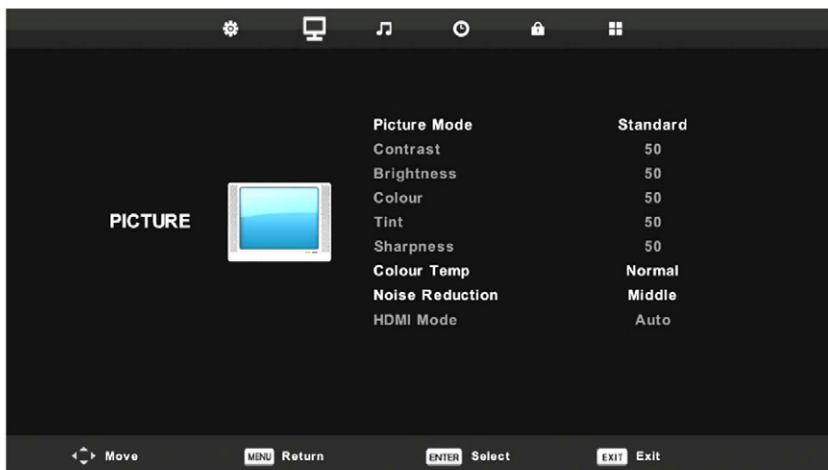 Picture Mode Standard
Contrast 50
Brightness 50
Colour 50
PICTURE
Tint 50
Sharpness 50
Colour Temp Normal
Noise Reduction Middle
HDMI Mode Auto
Move MENU Return ENTER Select EXIT Exit